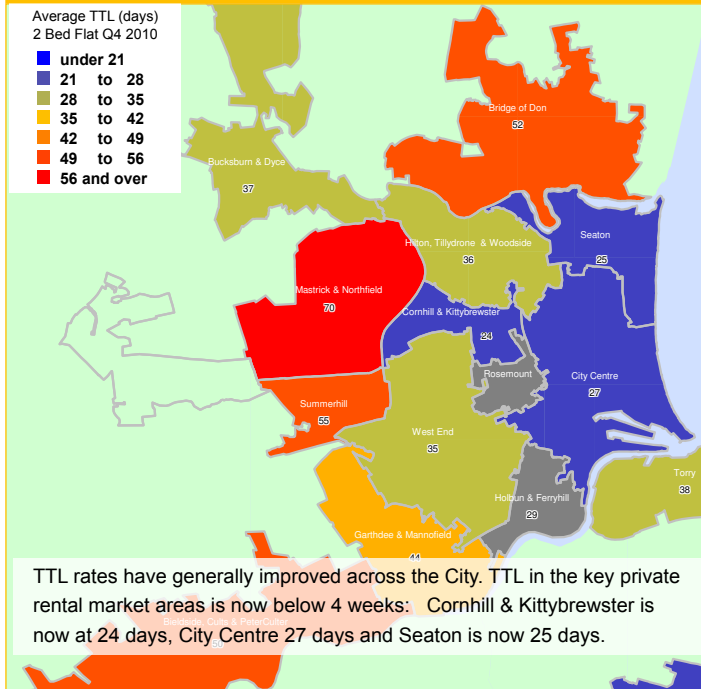 Average TTL (days)
2 Bed Flat Q4 2010
under 21
21 to 28
28 to 35
35 to 42
42 to 49
49 to 56
56 and over
Bridge of Don
52
Bucksburn & Dyce
37
Seaton
25
Hilton, Tillydrone & Woodside
36
Mastrick & Northfield
70
Cornhill & Kittybrewster
24
Rosemount
City Centre
27
Summerhill
55
West End
35
Torry
38
Holbun & Ferryhill
29
Garthdee & Mannofield
44
TTL rates have generally improved across the City. TTL in the key private
rental market areas is now below 4 weeks: Cornhill & Kittybrewster is
now at 24 days, City Centre 27 days and Seaton is now 25 days.
Bieldside, Cults & PeterCulter